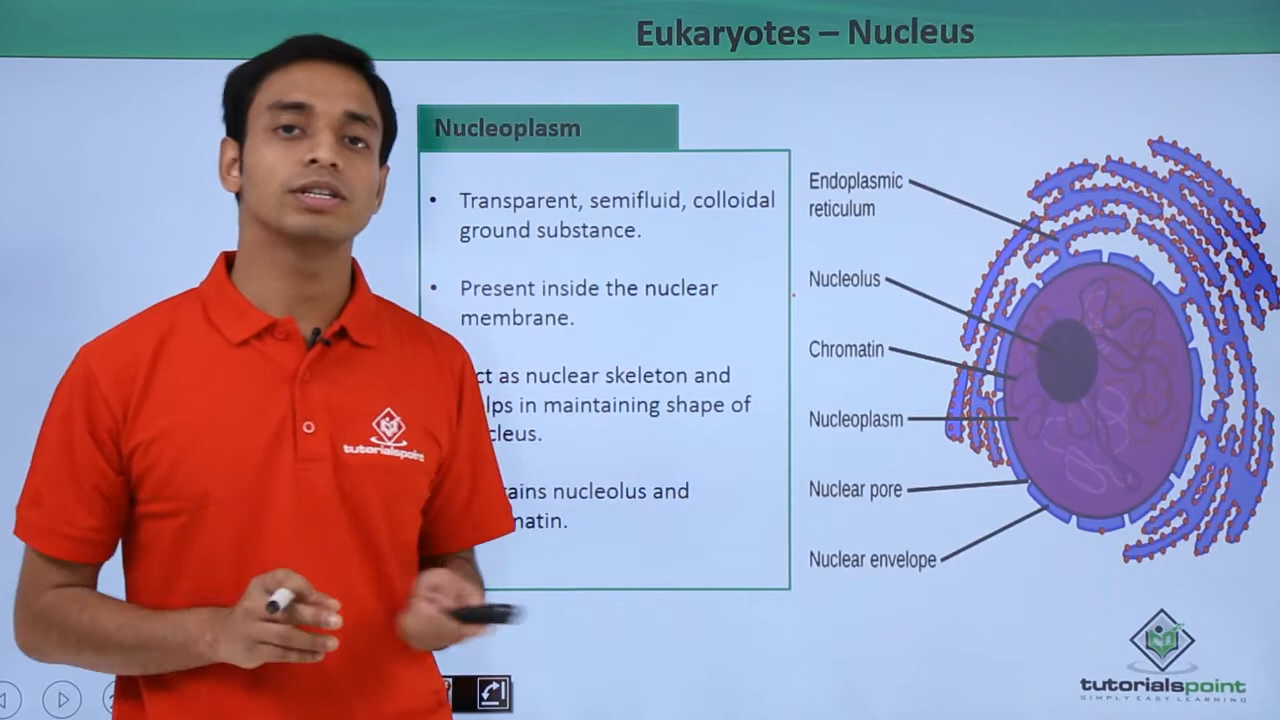 Eukaryotes – Nucleus
Nucleoplasm
• Transparent, semifluid, colloidal
ground substance.
• Present inside the nuclear
membrane.
ct as nuclear skeleton and
lps in maintaining shape of
cleus.
ains nucleolus and
matin.
Endoplasmic
reticulum
Nucleolus
Chromatin
Nucleoplasm
Nuclear pore
Nuclear envelope
tutorialspoint
tutorialspoint
SIMPLY EASY LEARNING